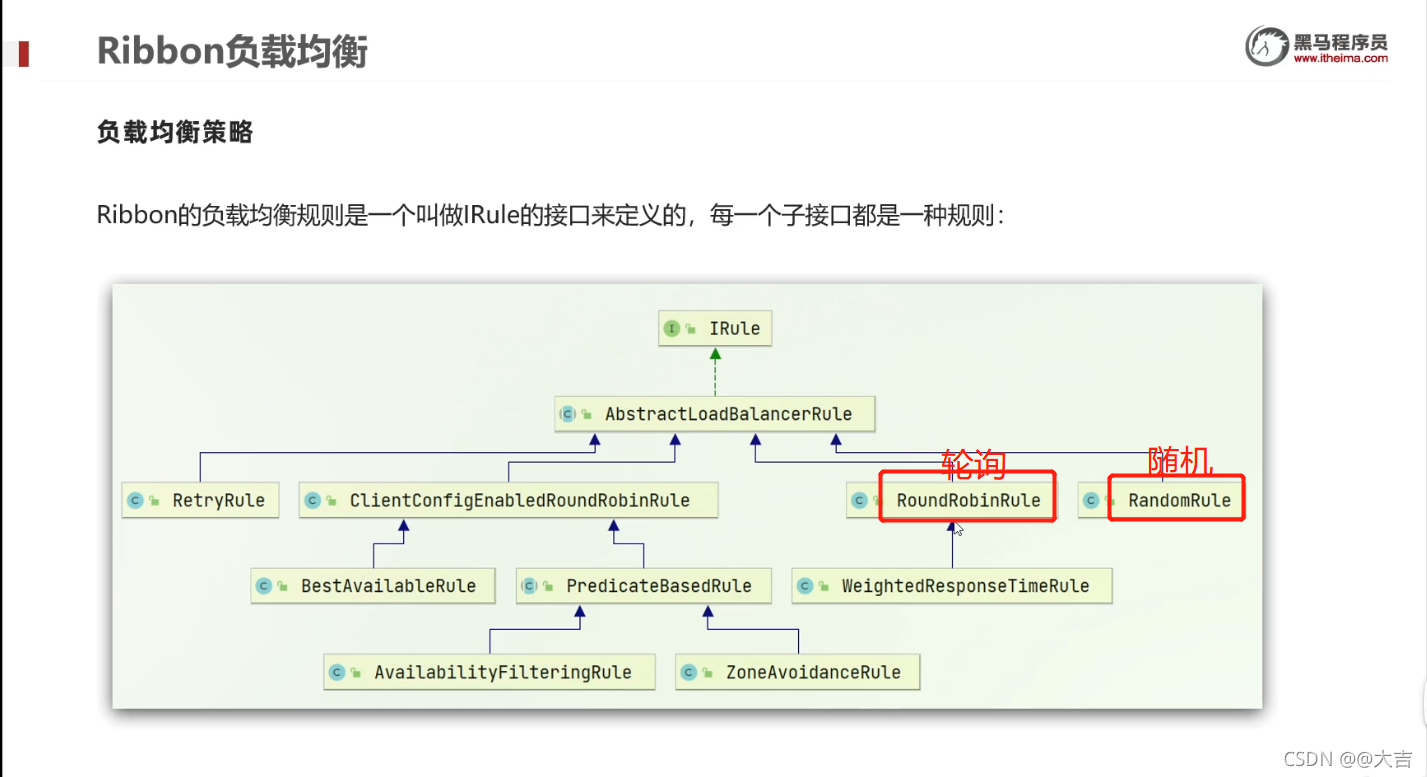 Ribbon负载均衡
黑马程序员
www.itheima.com
负载均衡策略
Ribbon的负载均衡规则是一个叫做IRule的接口来定义的，每一个子接口都是一种规则：
I IRule
C AbstractLoadBalancerRule
轮询
随机
C RetryRule
C ClientConfigEnabledRoundRobinRule
C RoundRobinRule
C RandomRule
C BestAvailableRule
C PredicateBasedRule
C WeightedResponseTimeRule
C AvailabilityFilteringRule
C ZoneAvoidanceRule
CSDN @@大吉